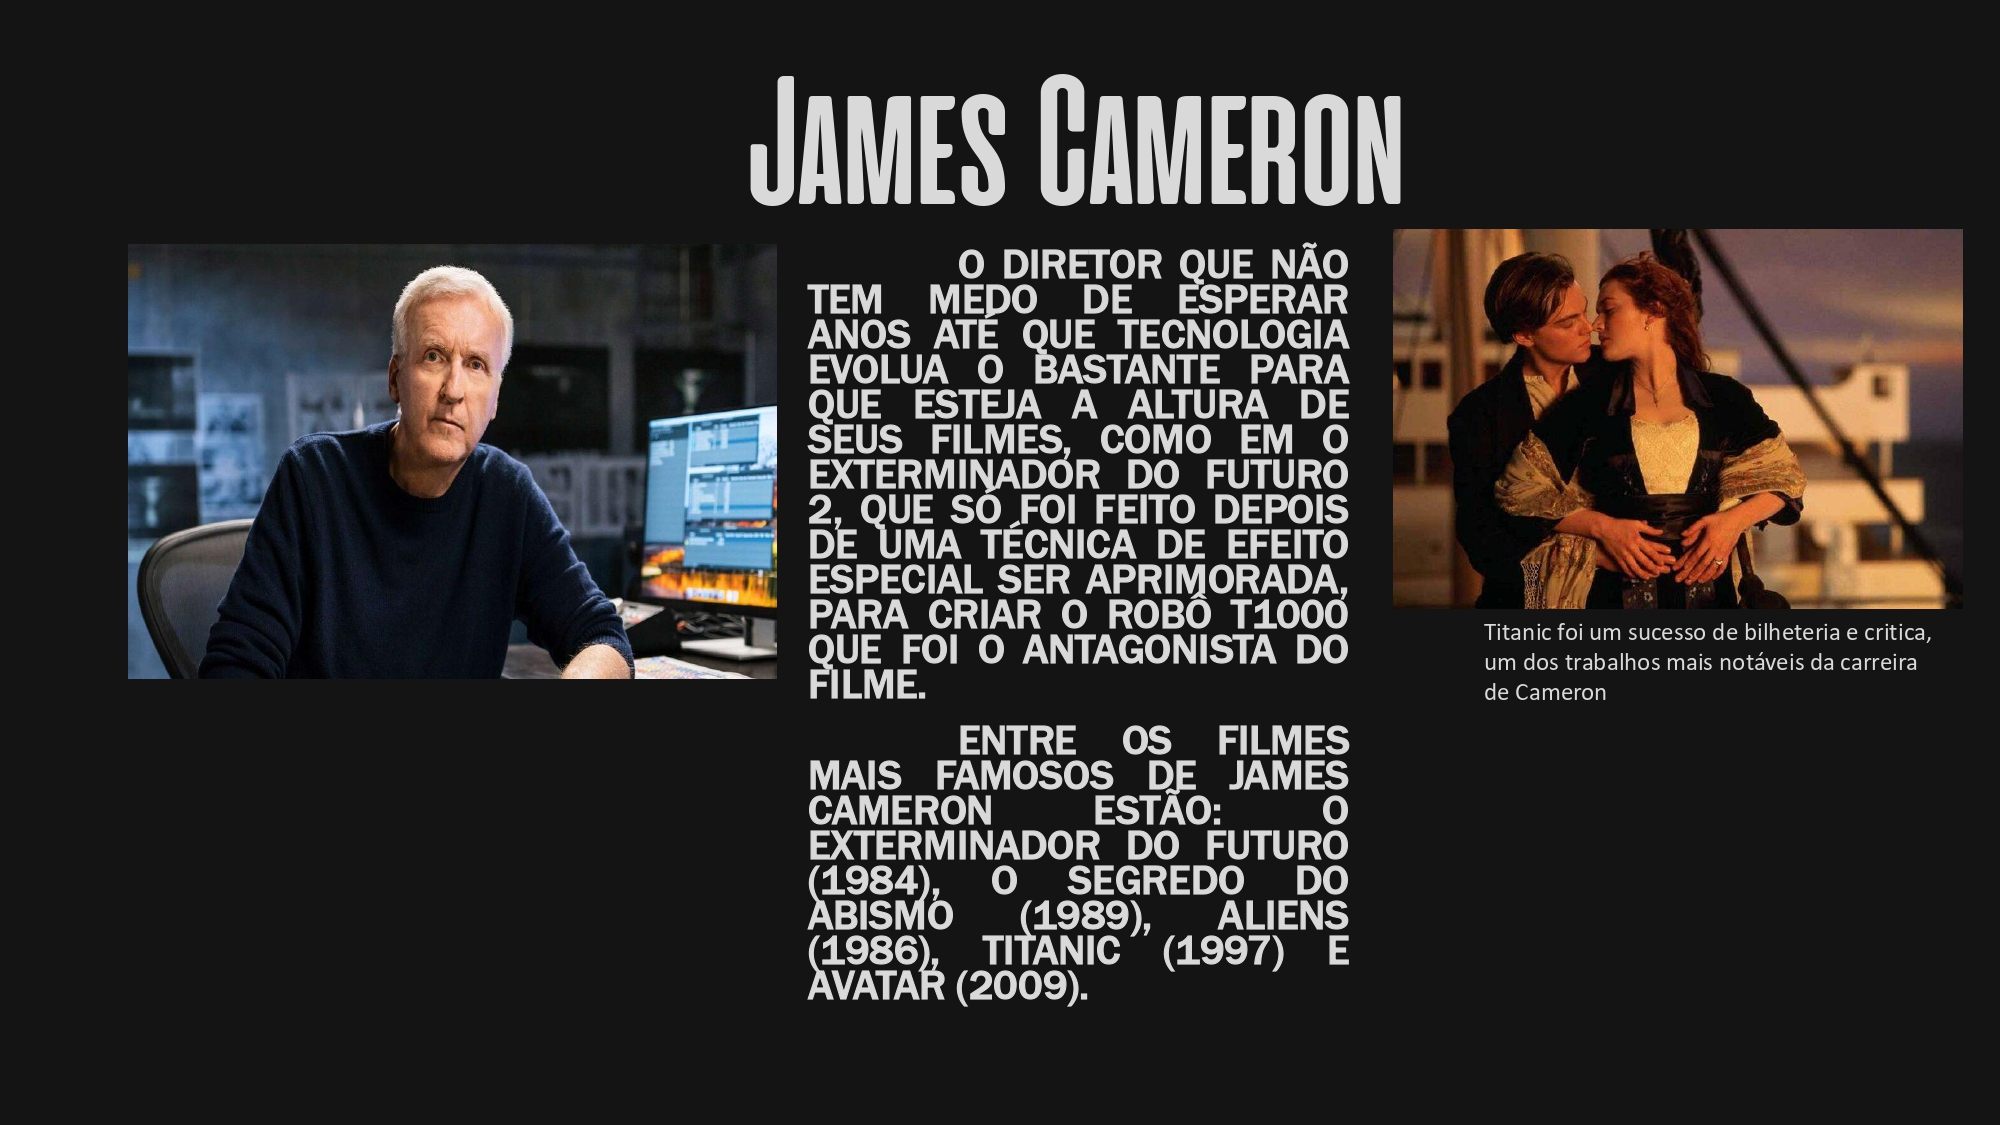 JAMES CAMERON
O DIRETOR QUE NÃO
TEM MEDO DE ESPERAR
ANOS ATÉ QUE TECNOLOGIA
EVOLUA O BASTANTE PARA
QUE ESTEJA A ALTURA DE
SEUS FILMES, COMO EM O
EXTERMINADOR DO FUTURO
2, QUE SÓ FOI FEITO DEPOIS
DE UMA TÉCNICA DE EFEITO
ESPECIAL SER APRIMORADA,
PARA CRIAR O ROBÔ T1000
QUE FOI O ANTAGONISTA DO
FILME.
ENTRE OS FILMES
MAIS FAMOSOS DE JAMES
CAMERON ESTÃO: O
EXTERMINADOR DO FUTURO
(1984), O SEGREDO DO
ABISMO (1989), ALIENS
(1986), TITANIC (1997) E
AVATAR (2009).
Titanic foi um sucesso de bilheteria e critica,
um dos trabalhos mais notáveis da carreira
de Cameron